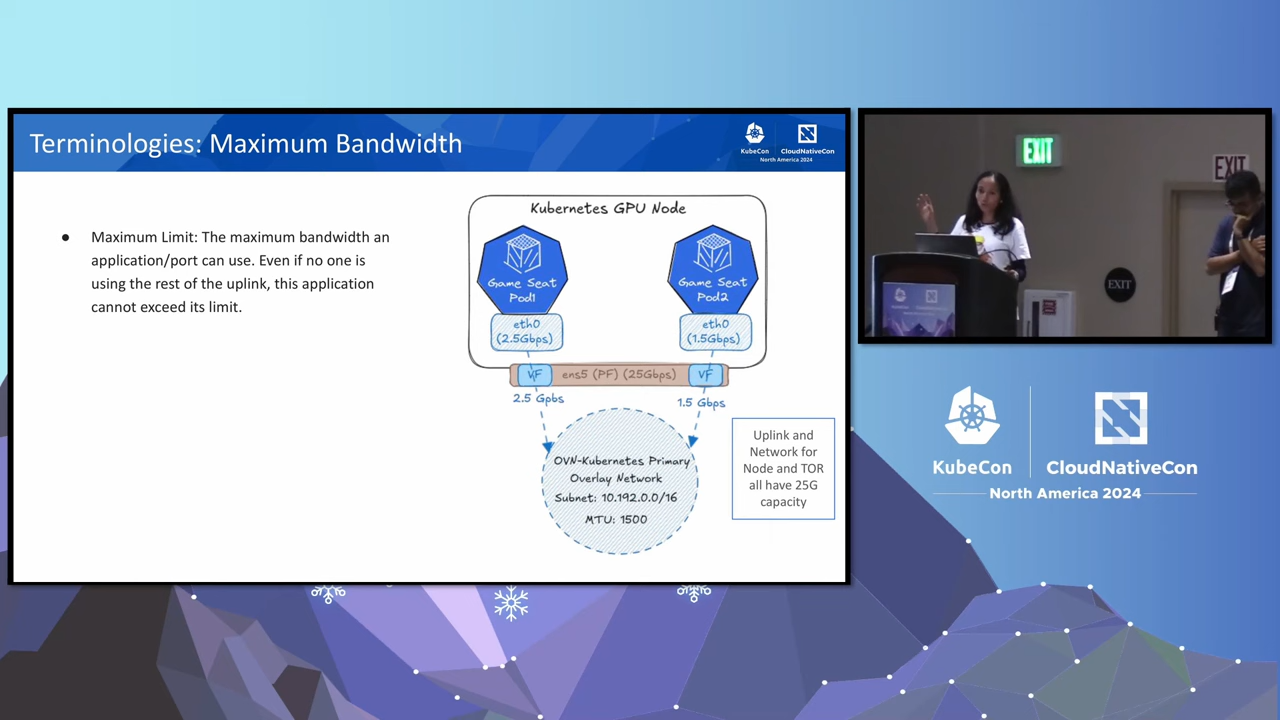 Terminologies: Maximum Bandwidth
KubeCon
CloudNativeCon
North America 2024
● Maximum Limit: The maximum bandwidth an
application/port can use. Even if no one is
using the rest of the uplink, this application
cannot exceed its limit.
Kubernetes GPU Node
Game Seat
Pod1
Game Seat
Pod2
eth0
(2.5Gbps)
eth0
(1.5Gbps)
VF
ens5 (PF) (25Gbps)
VF
2.5 Gpbs
1.5 Gbps
OVN-Kubernetes Primary
Overlay Network
Subnet: 10.192.0.0/16
MTU: 1500
Uplink and
Network for
Node and TOR
all have 25G
capacity
EXIT
EXIT
EXIT
KubeCon
CloudNativeCon
North America 2024